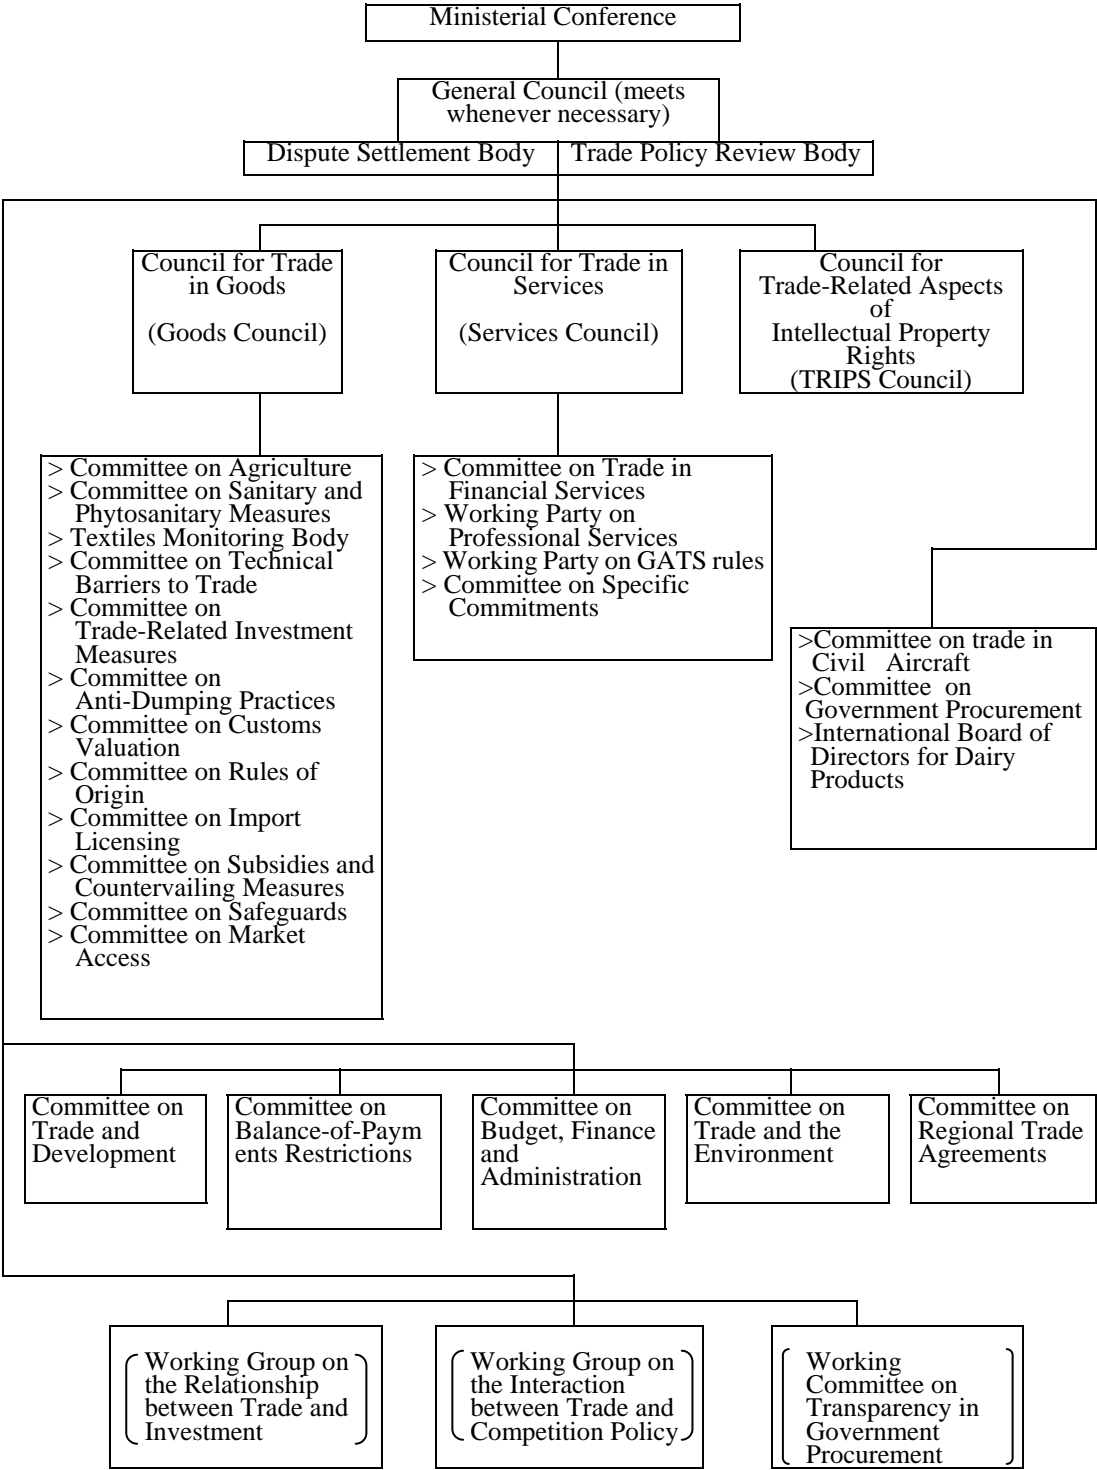 Ministerial Conference
General Council (meets
whenever necessary)
Dispute Settlement Body
Trade Policy Review Body
Council for Trade
in Goods
(Goods Council)
Council for Trade in
Services
(Services Council)
Council for
Trade-Related Aspects
of
Intellectual Property
Rights
(TRIPS Council)
> Committee on Agriculture
> Committee on Sanitary and
Phytosanitary Measures
> Textiles Monitoring Body
> Committee on Technical
Barriers to Trade
> Committee on
Trade-Related Investment
Measures
> Committee on
Anti-Dumping Practices
> Committee on Customs
Valuation
> Committee on Rules of
Origin
> Committee on Import
Licensing
> Committee on Subsidies and
Countervailing Measures
> Committee on Safeguards
> Committee on Market
Access
> Committee on Trade in
Financial Services
> Working Party on
Professional Services
> Working Party on GATS rules
> Committee on Specific
Commitments
>Committee on trade in
Civil Aircraft
>Committee on
Government Procurement
>International Board of
Directors for Dairy
Products
Committee on
Trade and
Development
Committee on
Balance-of-Paym
ents Restrictions
Committee on
Budget, Finance
and
Administration
Committee on
Trade and the
Environment
Committee on
Regional Trade
Agreements
Working Group on
the Relationship
between Trade and
Investment
Working Group on
the Interaction
between Trade and
Competition Policy
Working
Committee on
Transparency in
Government
Procurement